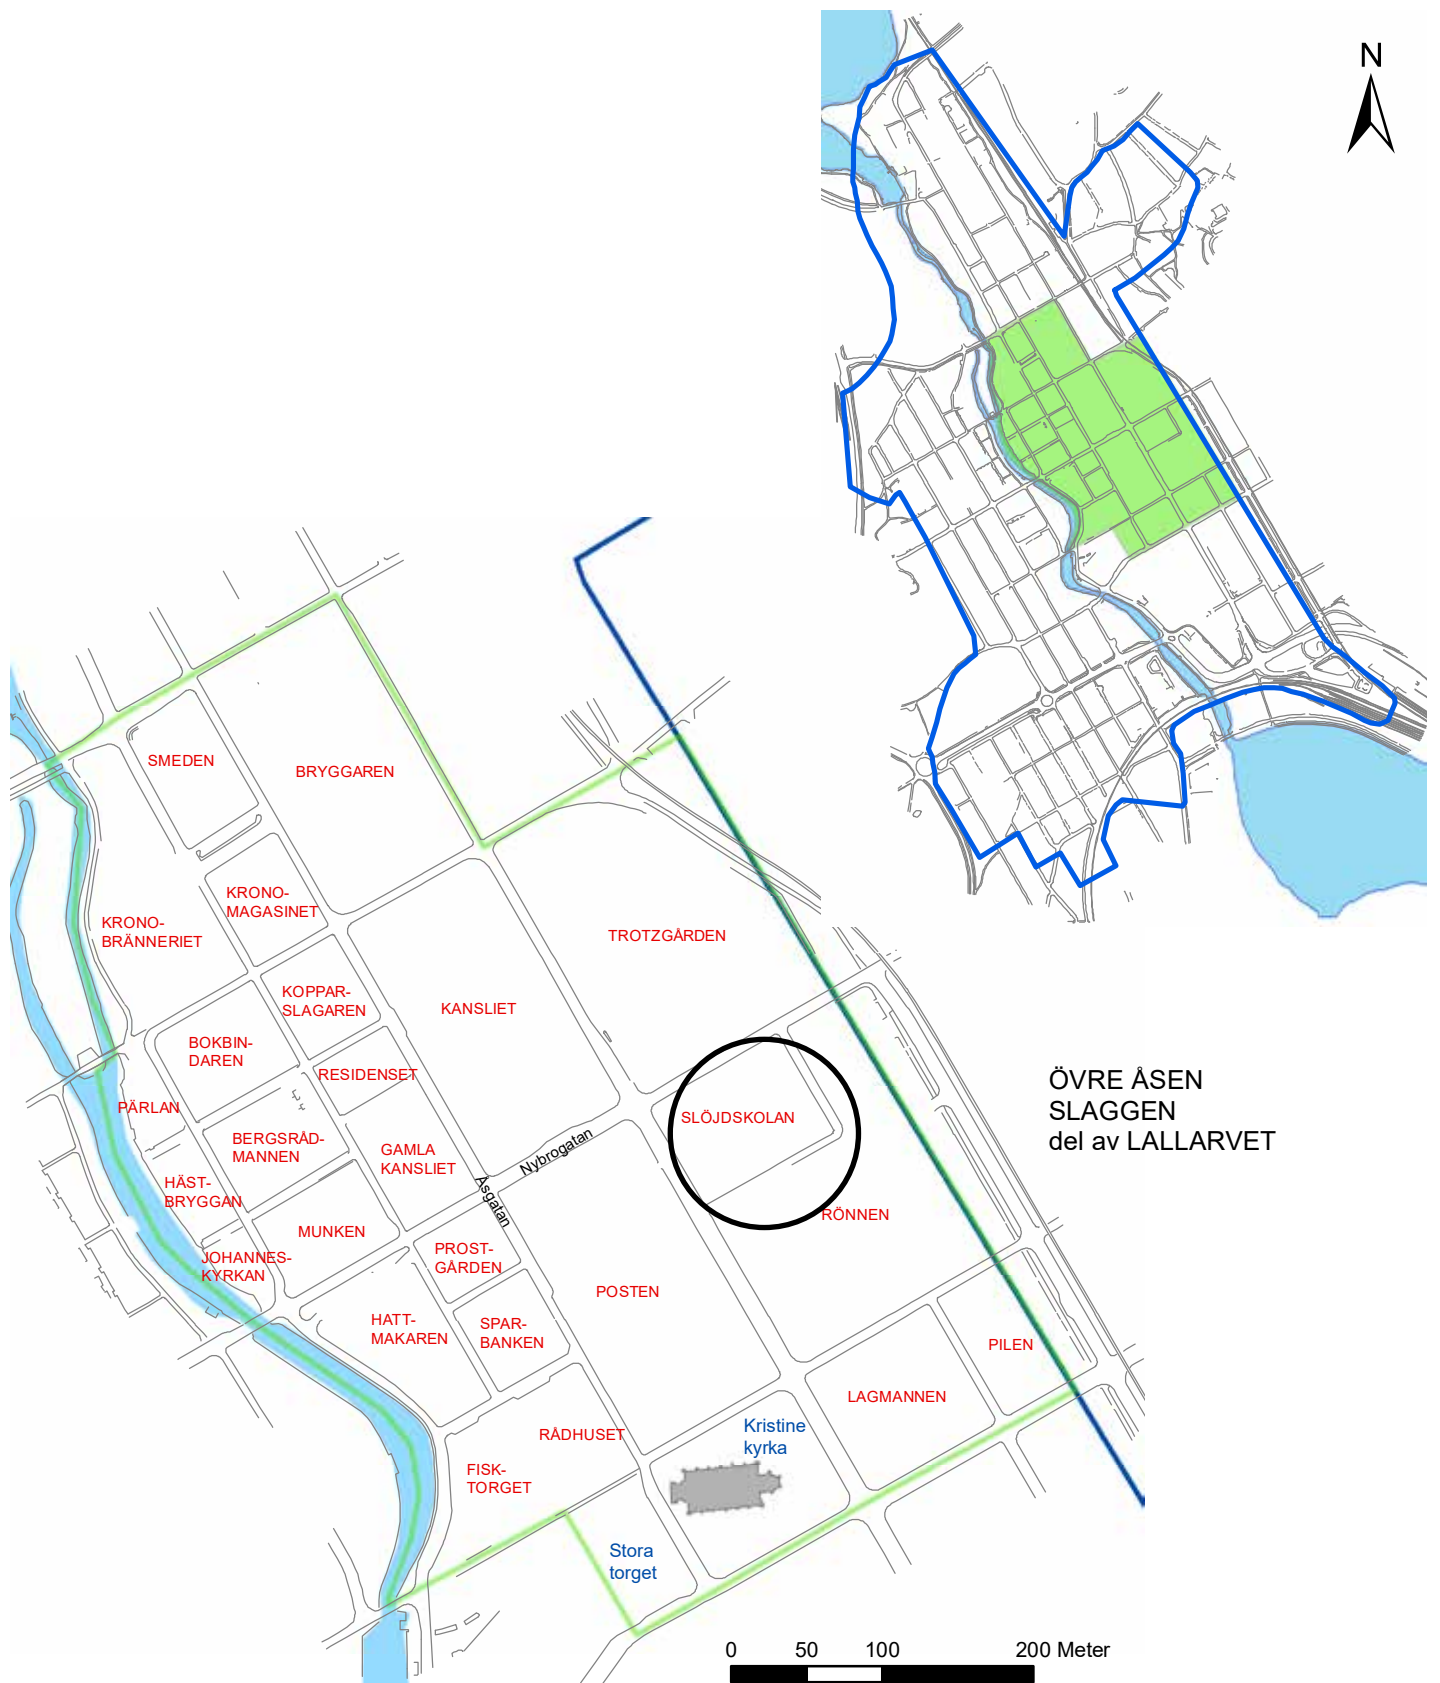 N
SMEDEN
BRYGGAREN
KRONO-
MAGASINET
KRONO-
BRÄNNERIET
TROTZGÅRDEN
KOPPAR-
SLAGAREN
KANSLIET
BOKBIN-
DAREN
RESIDENSET
PÄRLAN
SLÖJDSKOLAN
ÖVRE ÅSEN
SLAGGEN
del av LALLARVET
BERGSRÅD-
MANNEN
GAMLA
KANSLIET
Nybrogatan
Åsgatan
HÄST-
BRYGGAN
RÖNNEN
MUNKEN
JOHANNES-
KYRKAN
PROST-
GÅRDEN
POSTEN
HATT-
MAKAREN
SPAR-
BANKEN
PILEN
LAGMANNEN
RÅDHUSET
Kristine
kyrka
FISK-
TORGET
Stora
torget
0 50 100 200 Meter